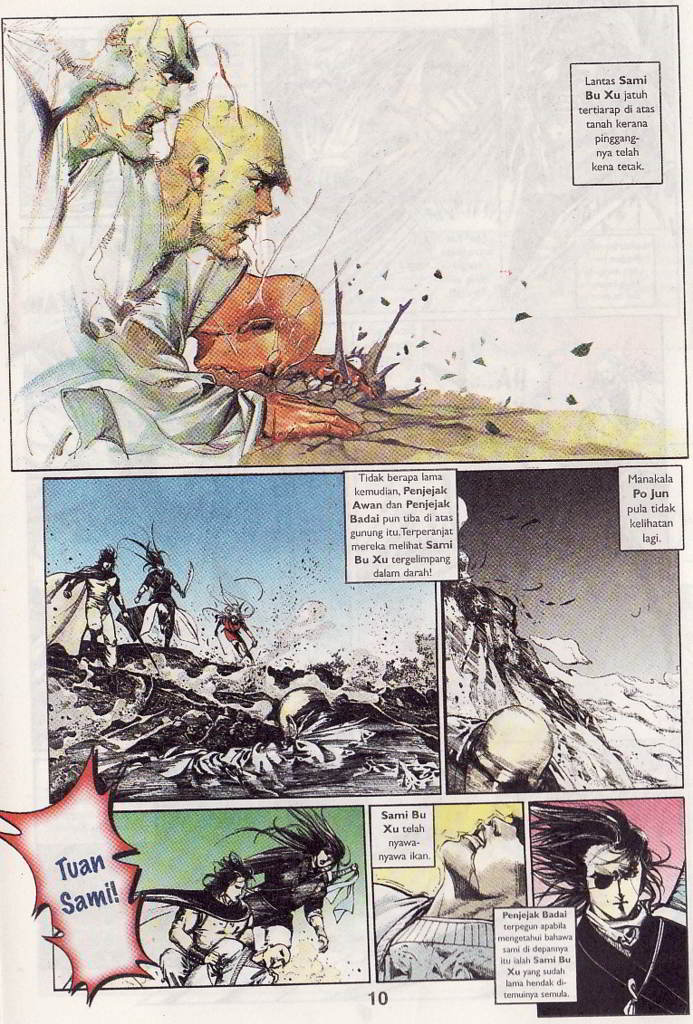 Lantas Sami
Bu Xu jatuh
tertiarap di atas
tanah kerana
pinggang-
nya telah
kena tetak.
Tidak berapa lama
kemudian, Penjejak
Awan dan Penjejak
Badai pun tiba di atas
gunung itu.Terperanjat
mereka melihat Sami
Bu Xu tergelimpang
dalam darah!
Manakala
Po Jun
pula tidak
kelihatan
lagi.
Tuan
Sami!
Sami Bu
Xu telah
nyawa-
nyawa ikan.
Penjejak Badai
terpegun apabila
mengetahui bahawa
sami di depannya
itu ialah Sami Bu
Xu yang sudah
lama hendak di-
temuinya semula.
10